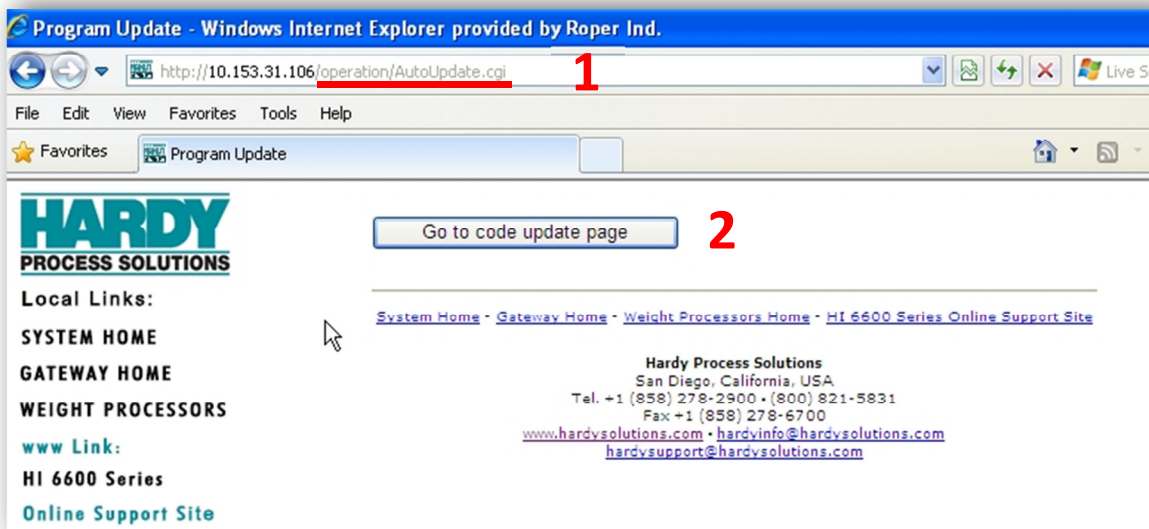 Program Update - Windows Internet Explorer provided by Roper Ind.
http://10.153.31.106/operation/AutoUpdate.cgi
1
Live S
File Edit View Favorites Tools Help
Favorites
Program Update
HARDY
PROCESS SOLUTIONS
Go to code update page
2
Local Links:
SYSTEM HOME
GATEWAY HOME
WEIGHT PROCESSORS
www Link:
HI 6600 Series
Online Support Site
System Home - Gateway Home - Weight Processors Home - HI 6600 Series Online Support Site
Hardy Process Solutions
San Diego, California, USA
Tel. +1 (858) 278-2900 • (800) 821-5831
Fax +1 (858) 278-6700
www.hardysolutions.com • hardyinfo@hardysolutions.com
hardysupport@hardysolutions.com